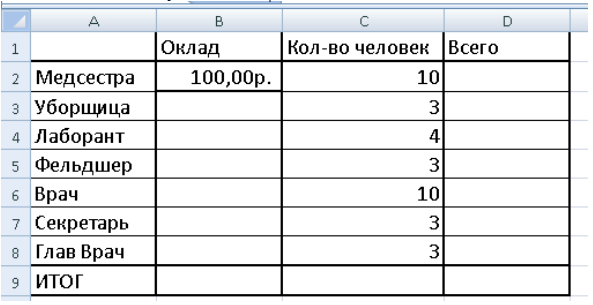 A B C D
1 Оклад Кол-во человек Всего
2 Медсестра 100,00р. 10
3 Уборщица 3
4 Лаборант 4
5 Фельдшер 3
6 Врач 10
7 Секретарь 3
8 Глав Врач 3
9 ИТОГ